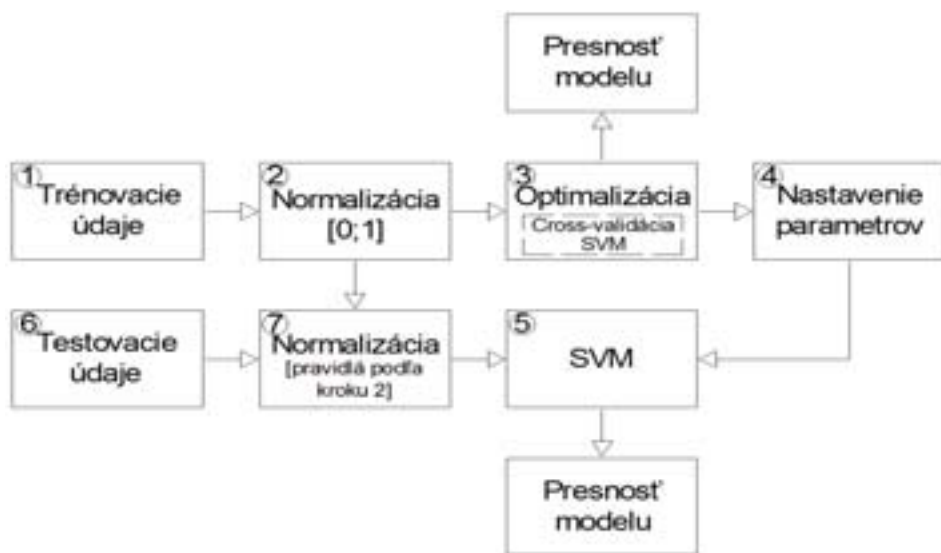 Presnosť
modelu
1
Trénovacie
údaje
2
Normalizácia
[0;1]
3
Optimalizácia
Cross-validácia
SVM
4
Nastavenie
parametrov
6
Testovacie
údaje
7
Normalizácia
[pravidlá podľa
kroku 2]
5
SVM
Presnosť
modelu